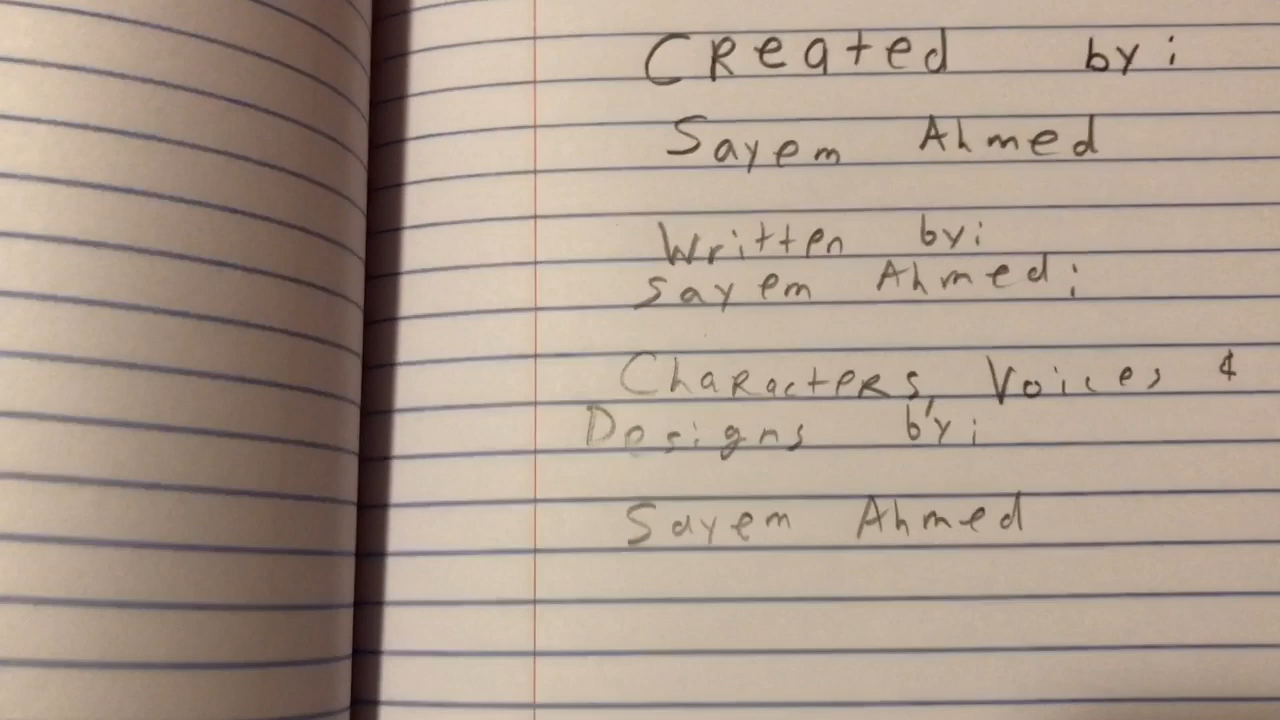 Created by:
Sayem Ahmed
Written by:
Sayem Ahmed:
Characters, Voices &
Designs by:
Sayem Ahmed